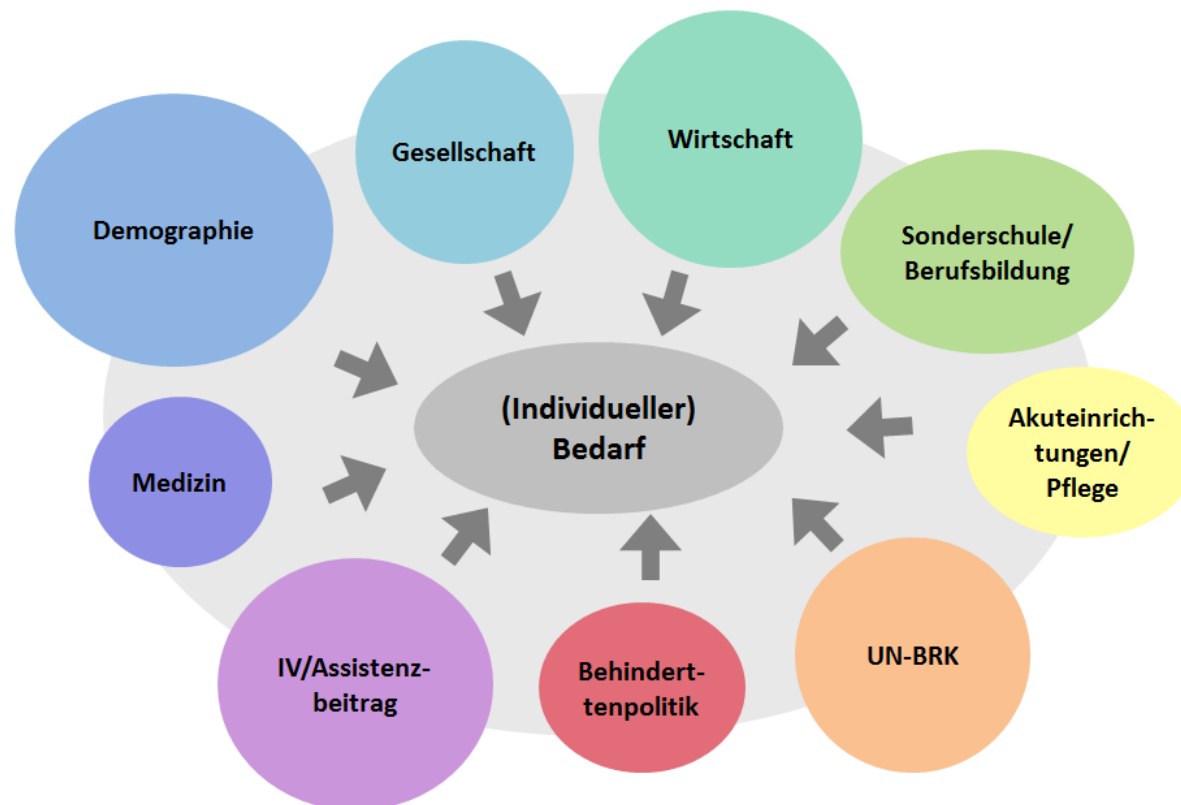 Gesellschaft
Wirtschaft
Demographie
Sonderschule/
Berufsbildung
(Individueller)
Bedarf
Akuteinrich-
tungen/
Pflege
Medizin
IV/Assistenz-
beitrag
Behindert-
tenpolitik
UN-BRK